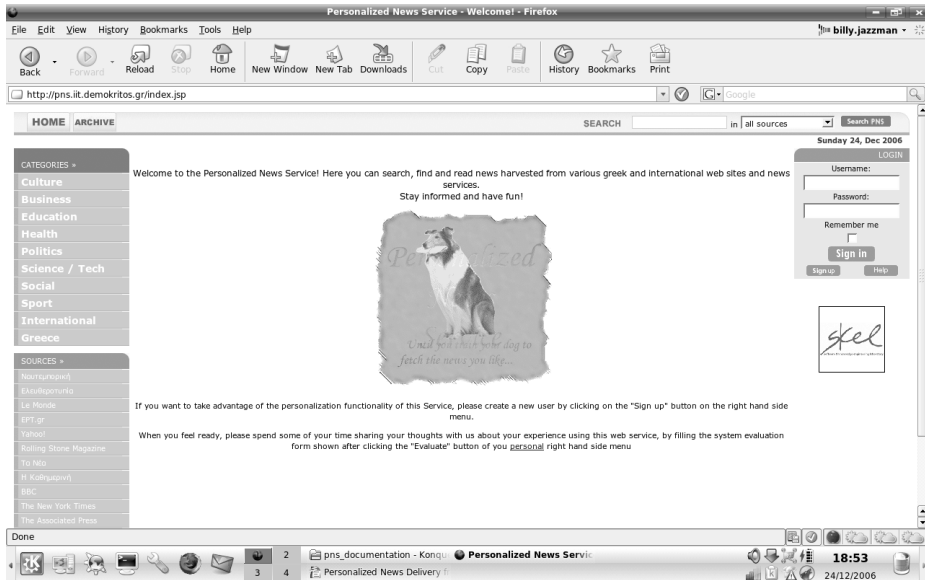 Personalized News Service - Welcome! - Firefox
File Edit View History Bookmarks Tools Help
billy.jazzman
Back Forward Reload Stop Home New Window New Tab Downloads Cut Copy Paste History Bookmarks Print
http://pns.iit.demokritos.gr/index.jsp
G Google
HOME ARCHIVE
SEARCH in all sources Search PNS
Sunday 24, Dec 2006
CATEGORIES »
Culture
Business
Education
Health
Politics
Science / Tech
Social
Sport
International
Greece
SOURCES »
Ναυτεμπορική
Ελευθεροτυπία
Le Monde
ΕΡΤ.gr
Yahoo!
Rolling Stone Magazine
Το Νέο
Η Καθημερινή
BBC
The New York Times
The Associated Press
Welcome to the Personalized News Service! Here you can search, find and read news harvested from various greek and international web sites and news
services.
Stay informed and have fun!
Personalized
Until you train your dog to
fetch the news you like...
If you want to take advantage of the personalization functionality of this Service, please create a new user by clicking on the "Sign up" button on the right hand side
menu.
When you feel ready, please spend some of your time sharing your thoughts with us about your experience using this web service, by filling the system evaluation
form shown after clicking the "Evaluate" button of you personal right hand side menu
LOGIN
Username:
Password:
Remember me
Sign in
Sign up Help
skel
Done
2
3 4
pns_documentation - Konqu
Personalized News Servic
Personalized News Delivery f
18:53
24/12/2006